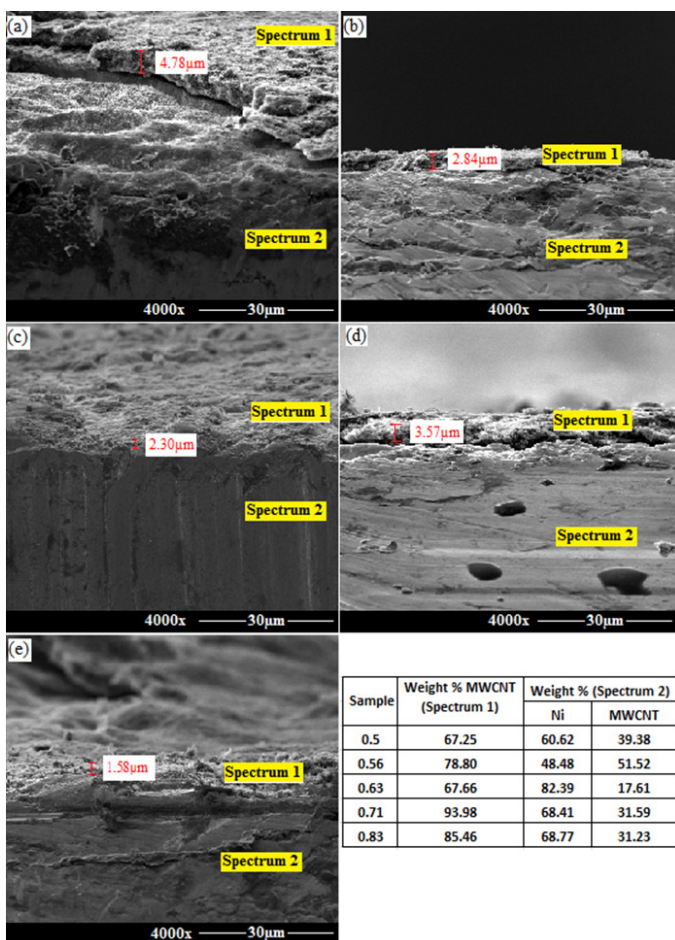 (a)
Spectrum 1
4.78µm
Spectrum 2
4000x 30µm
(b)
2.84µm
Spectrum 1
Spectrum 2
4000x 30µm
(c)
Spectrum 1
2.30µm
Spectrum 2
4000x 30µm
(d)
Spectrum 1
3.57µm
Spectrum 2
4000x 30µm
(e)
1.58µm
Spectrum 1
Spectrum 2
4000x 30µm
Sample Weight % MWCNT (Spectrum 1) Weight % (Spectrum 2)
Ni MWCNT
0.5 67.25 60.62 39.38
0.56 78.80 48.48 51.52
0.63 67.66 82.39 17.61
0.71 93.98 68.41 31.59
0.83 85.46 68.77 31.23